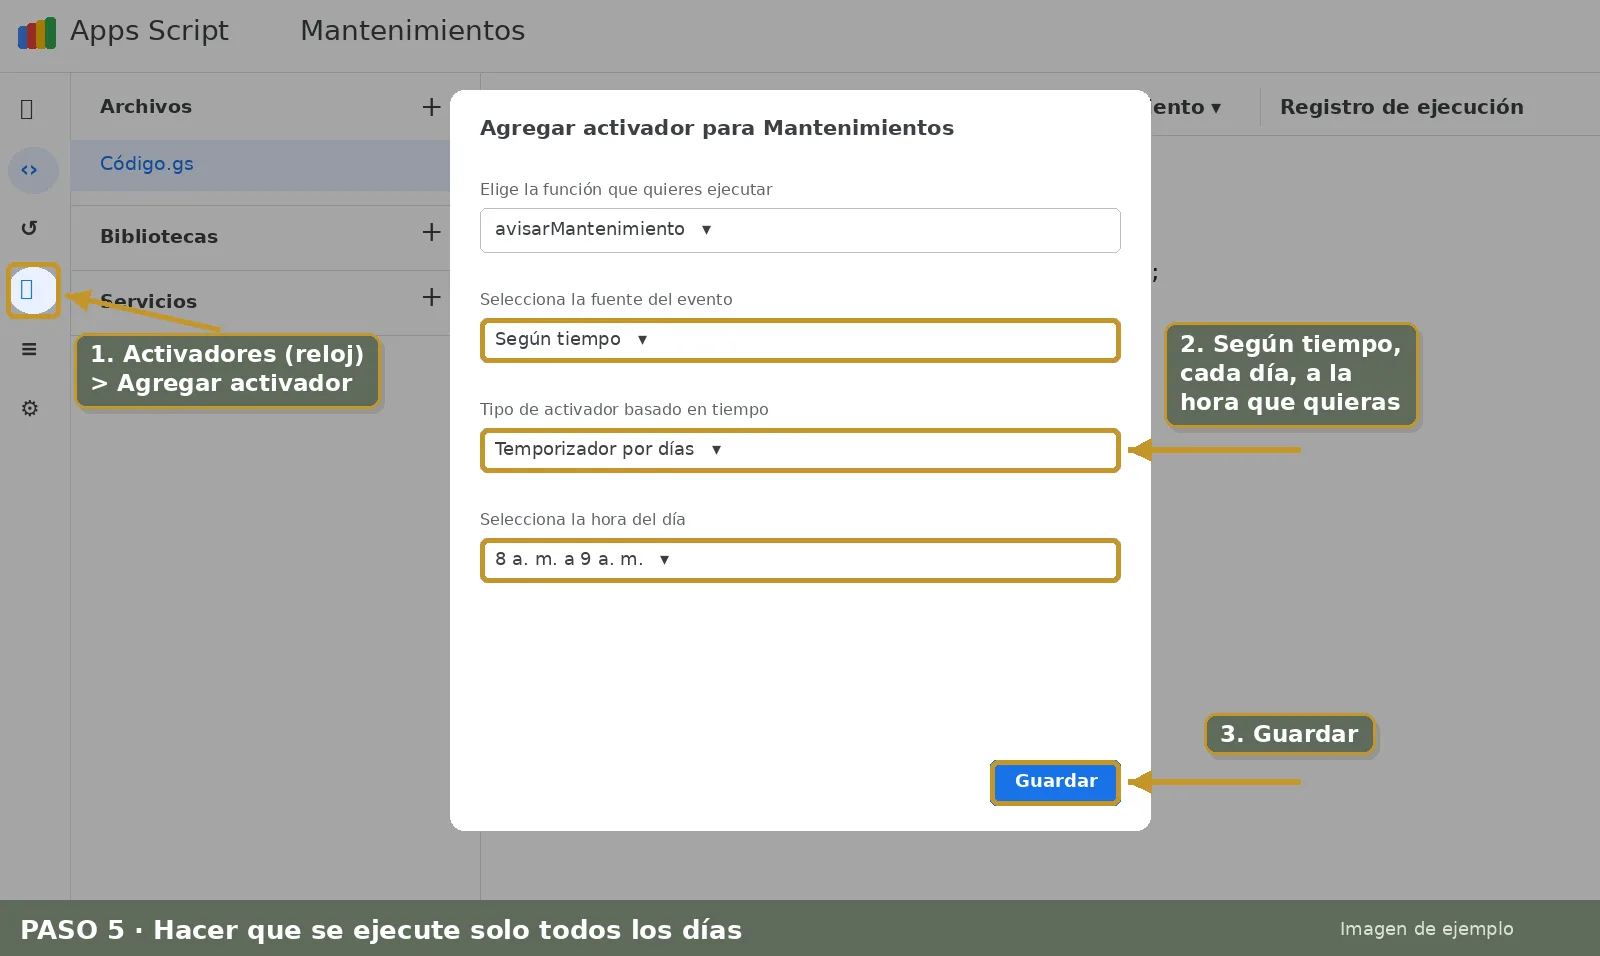 Apps Script
Mantenimientos
Archivos +
Código.gs
Bibliotecas +
Servicios +
iento ▾
Registro de ejecución
;
Agregar activador para Mantenimientos
Elige la función que quieres ejecutar
avisarMantenimiento ▾
Selecciona la fuente del evento
Según tiempo ▾
Tipo de activador basado en tiempo
Temporizador por días ▾
Selecciona la hora del día
8 a. m. a 9 a. m. ▾
Guardar
1. Activadores (reloj)
> Agregar activador
2. Según tiempo,
cada día, a la
hora que quieras
3. Guardar
PASO 5 · Hacer que se ejecute solo todos los días
Imagen de ejemplo